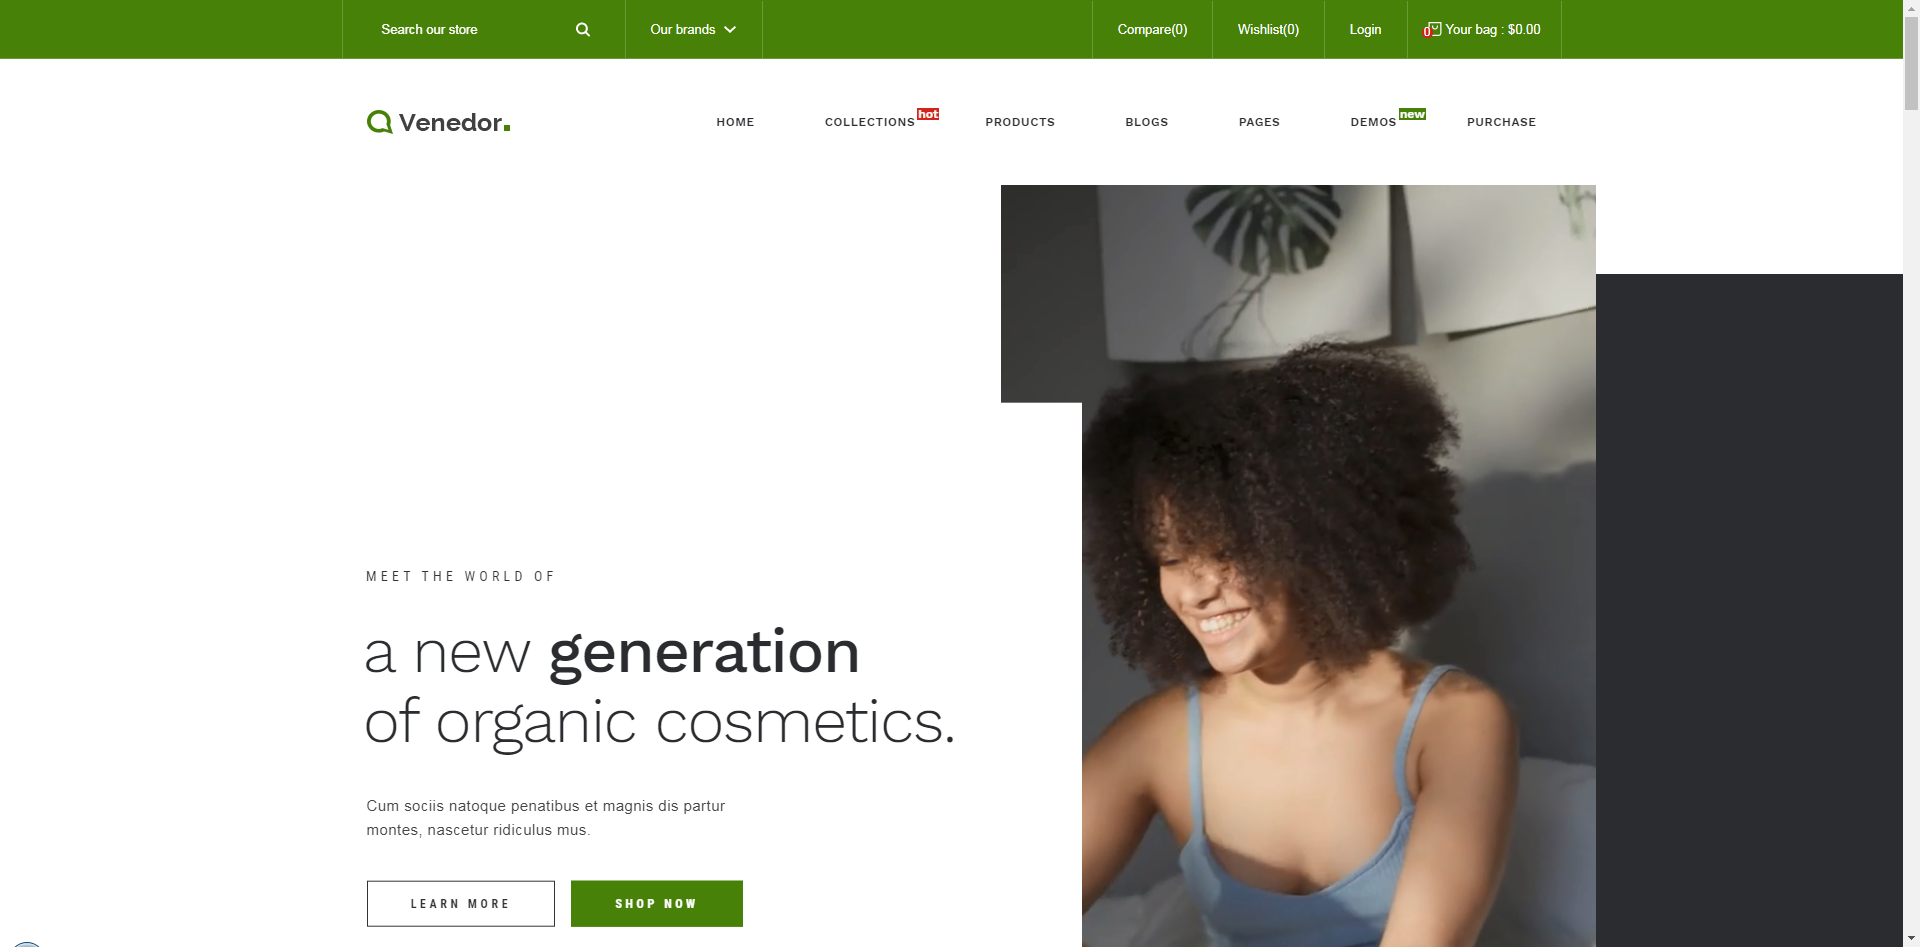 Search our store
Our brands
Compare(0)
Wishlist(0)
Login
0
Your bag : $0.00
Venedor.
HOME
COLLECTIONS
hot
PRODUCTS
BLOGS
PAGES
DEMOS
new
PURCHASE
MEET THE WORLD OF
a new generation
of organic cosmetics.
Cum sociis natoque penatibus et magnis dis partur
montes, nascetur ridiculus mus.
LEARN MORE
SHOP NOW